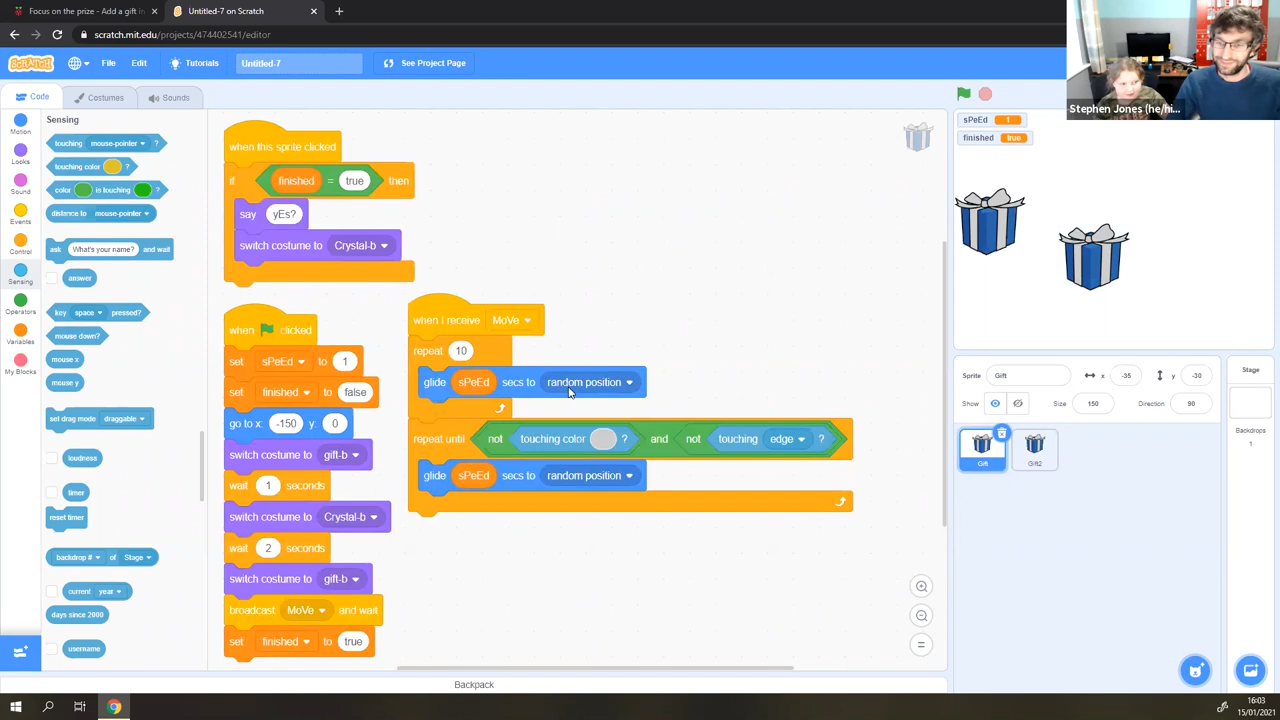 Focus on the prize - Add a gift in
Untitled-7 on Scratch
scratch.mit.edu/projects/474402541/editor
SCRATCH
File
Edit
Tutorials
Untitled-7
See Project Page
Stephen Jones (he/hi...
Code
Costumes
Sounds
Motion
Looks
Sound
Events
Control
Sensing
Operators
Variables
My Blocks
Sensing
touching mouse-pointer ?
touching color ?
color is touching ?
distance to mouse-pointer
ask What's your name? and wait
answer
key space pressed?
mouse down?
mouse x
mouse y
set drag mode draggable
loudness
timer
reset timer
backdrop # of Stage
current year
days since 2000
username
when this sprite clicked
if finished = true then
say yEs?
switch costume to Crystal-b
when clicked
set sPeEd to 1
set finished to false
go to x: -150 y: 0
switch costume to gift-b
wait 1 seconds
switch costume to Crystal-b
wait 2 seconds
switch costume to gift-b
broadcast MoVe and wait
set finished to true
when I receive MoVe
repeat 10
glide sPeEd secs to random position
repeat until not touching color ? and not touching edge ?
glide sPeEd secs to random position
sPeEd 1
finished true
Sprite Gift x -35 y -30
Show Size 150 Direction 90
Gift
Gift2
Stage
Backdrops
1
Backpack
16:03
15/01/2021